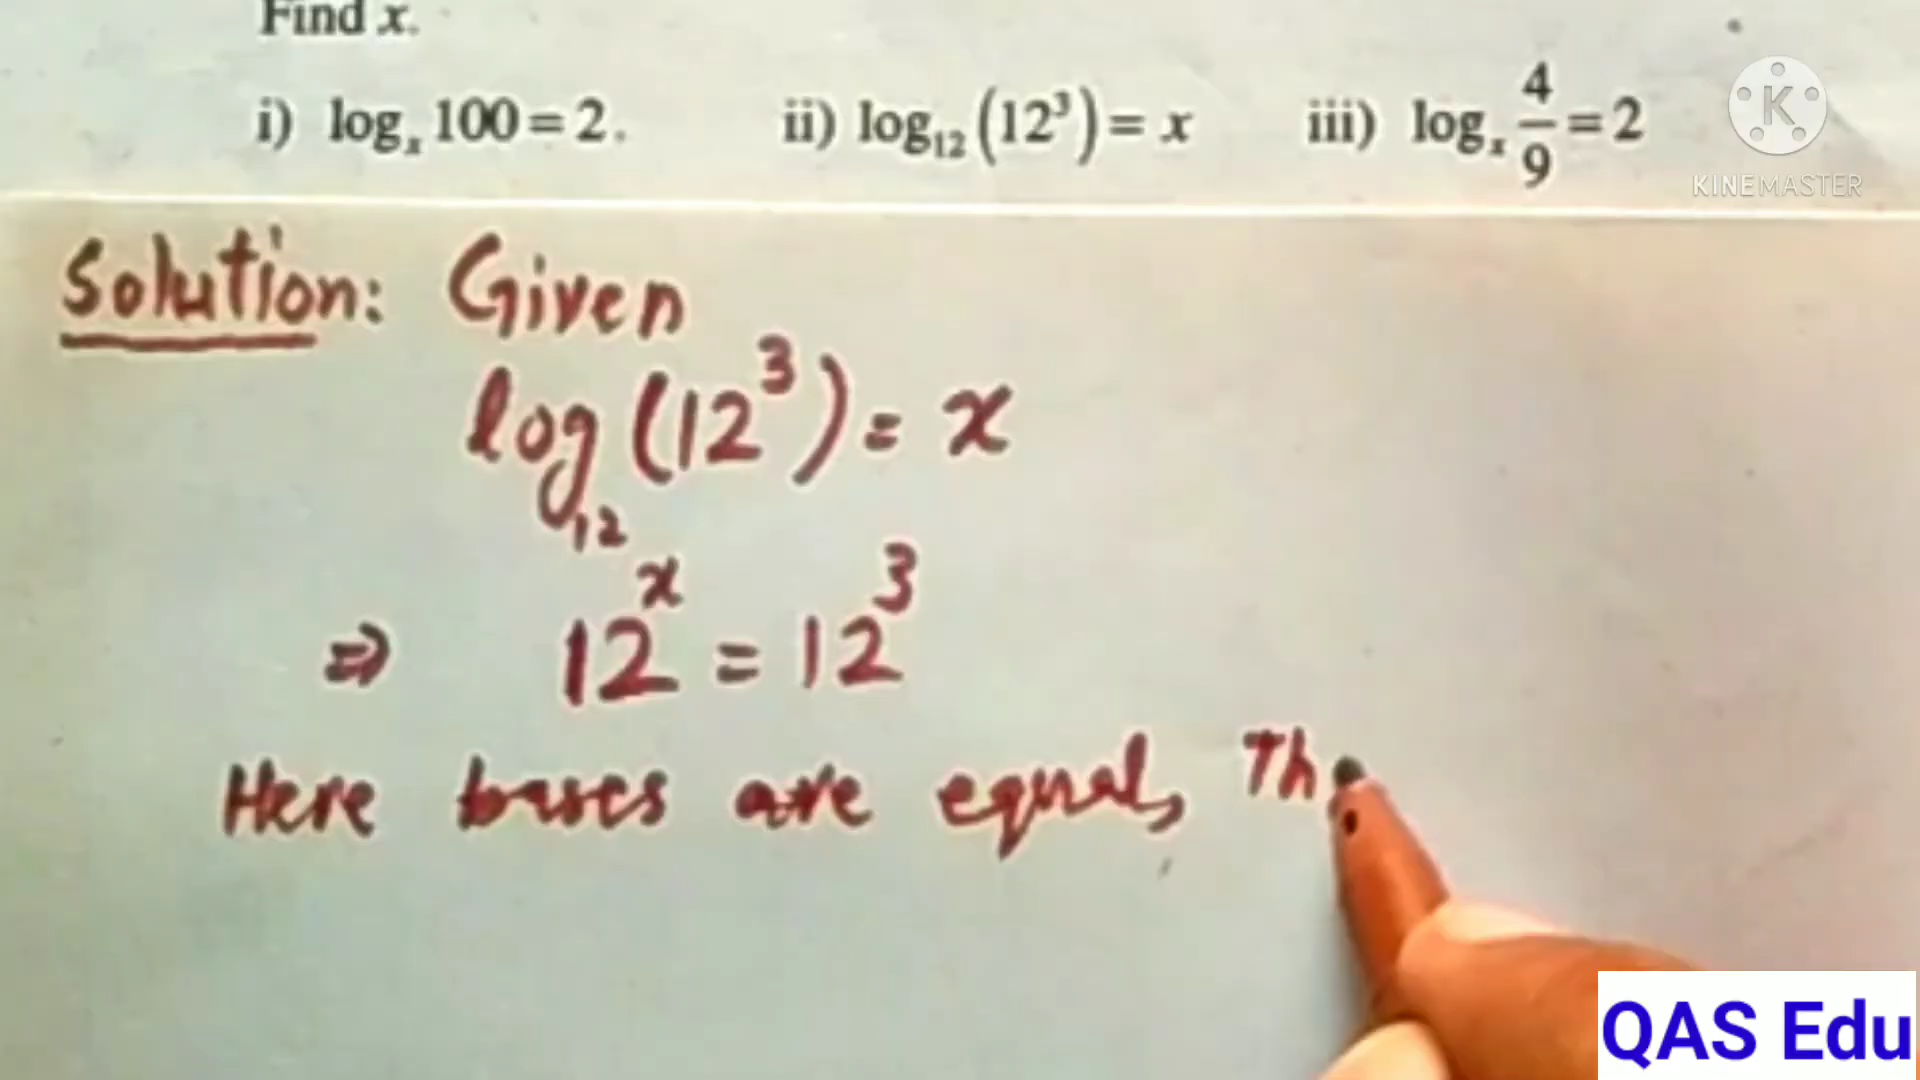 Find x.
i) logₓ 100 = 2.
ii) log₁₂ (12³) = x
iii) logₓ 4/9 = 2
K
KINEMASTER
Solution: Given
log₁₂ (12³) = x
⇒ 12ˣ = 12³
Here bases are equal, Th
QAS Edu